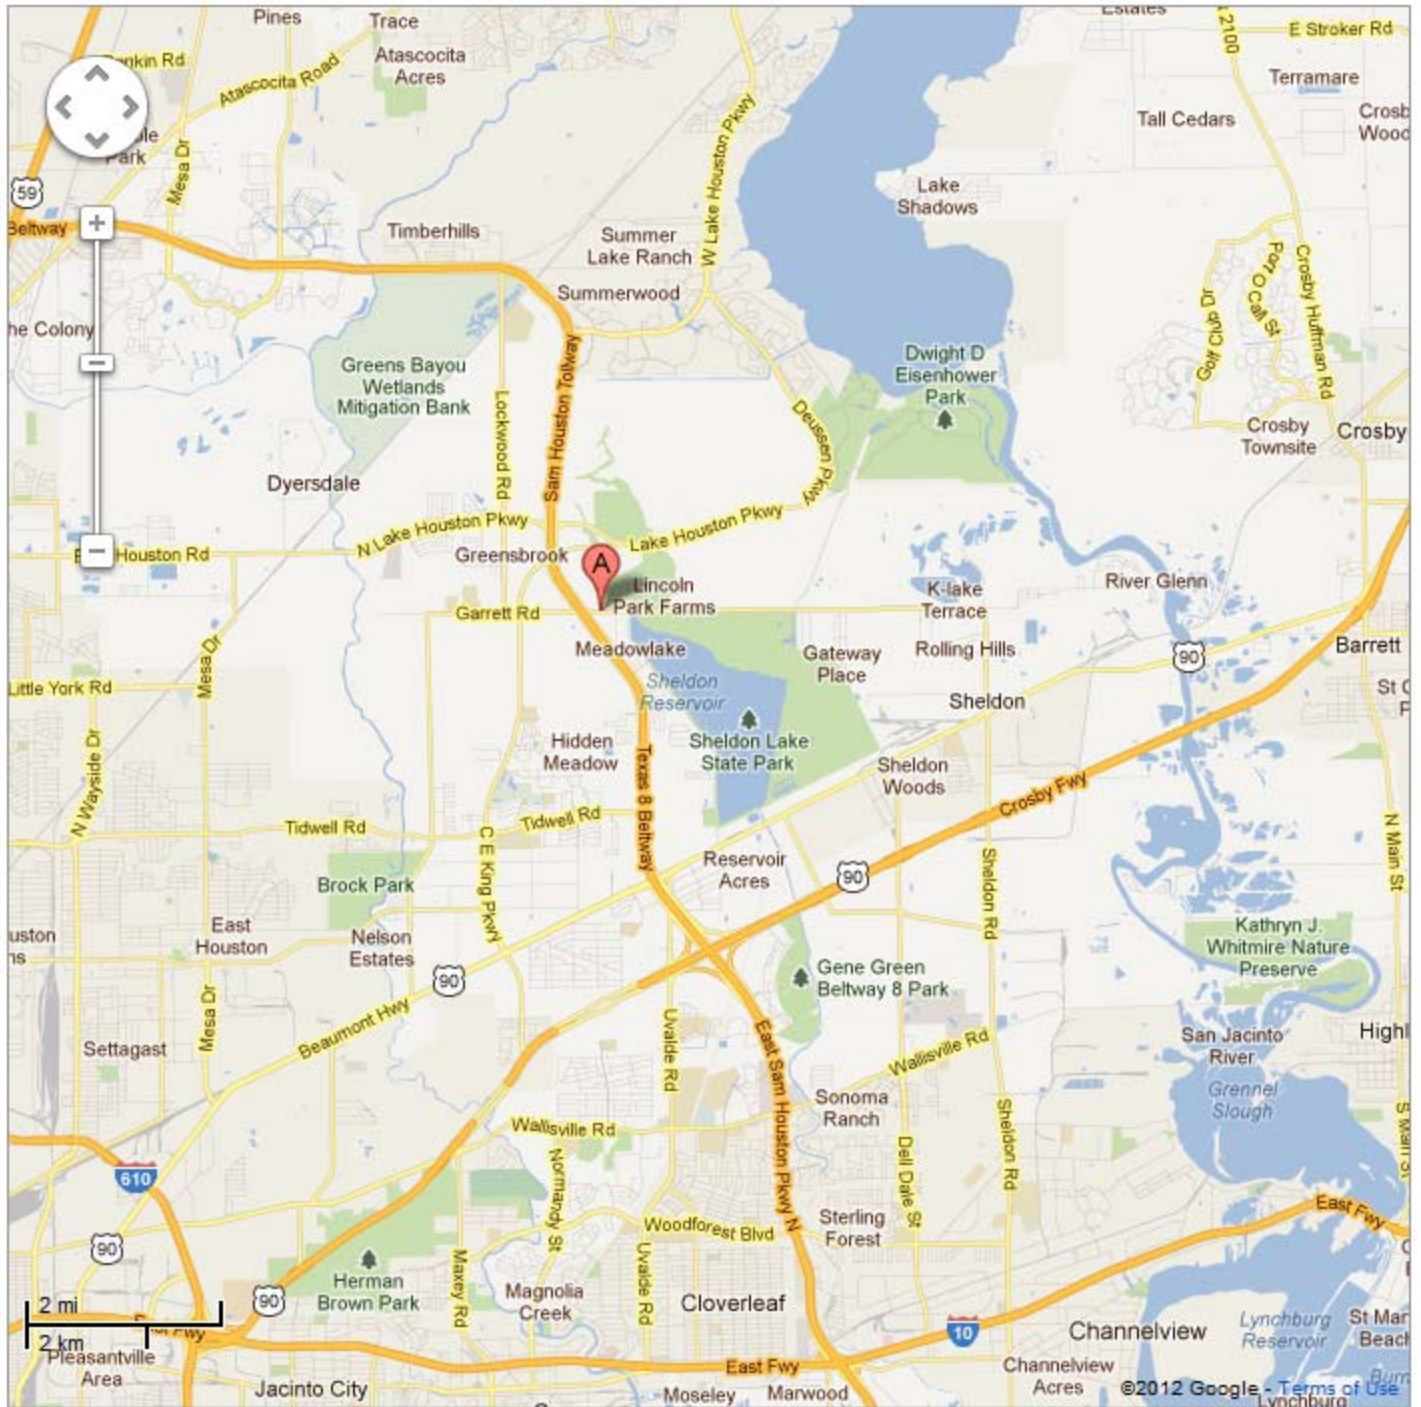 Pines
Trace
Estates
2100
E Stroker Rd
Atascocita
Acres
Atascocita Road
Terramare
Tall Cedars
Park
Mesa Dr
59
Beltway
W Lake Houston Pkwy
Lake
Shadows
Timberhills
Summer
Lake Ranch
Summerwood
Port O
Call St
Golf Club Dr
Crosby Huffman Rd
Greens Bayou
Wetlands
Mitigation Bank
Sam Houston Tollway
Lockwood Rd
Dwight D
Eisenhower
Park
Deussen Pkwy
Crosby
Townsite
Crosby
Dyersdale
N Lake Houston Pkwy
Lake Houston Pkwy
Houston Rd
Greensbrook
A
Lincoln
Park Farms
K-lake
Terrace
River Glenn
Garrett Rd
Meadowlake
Gateway
Place
Rolling Hills
90
Barrett
Little York Rd
Mesa Dr
Sheldon
Reservoir
Sheldon
Hidden
Meadow
Sheldon Lake
State Park
Sheldon
Woods
N Wayside Dr
Texas 8 Beltway
Crosby Fwy
Tidwell Rd
Tidwell Rd
C E King Pkwy
N Main St
Brock Park
Reservoir
Acres
90
Sheldon Rd
East
Houston
Nelson
Estates
Kathryn J.
Whitmire Nature
Preserve
90
Gene Green
Beltway 8 Park
Mesa Dr
Beaumont Hwy
Settagast
Uvalde Rd
East Sam Houston Pkwy N
Wallisville Rd
San Jacinto
River
Grennel
Slough
Sonoma
Ranch
Sheldon Rd
Wallisville Rd
Normandy St
Dell Dale St
610
Woodforest Blvd
Sterling
Forest
East Fwy
90
Herman
Brown Park
Maxey Rd
Uvalde Rd
Magnolia
Creek
Cloverleaf
90
2 mi
2 km
Fwy
10
Channelview
Lynchburg
Reservoir
Pleasantville
Area
East Fwy
Channelview
Acres
Jacinto City
Moseley
Marwood
©2012 Google - Terms of Use
Lynchburg